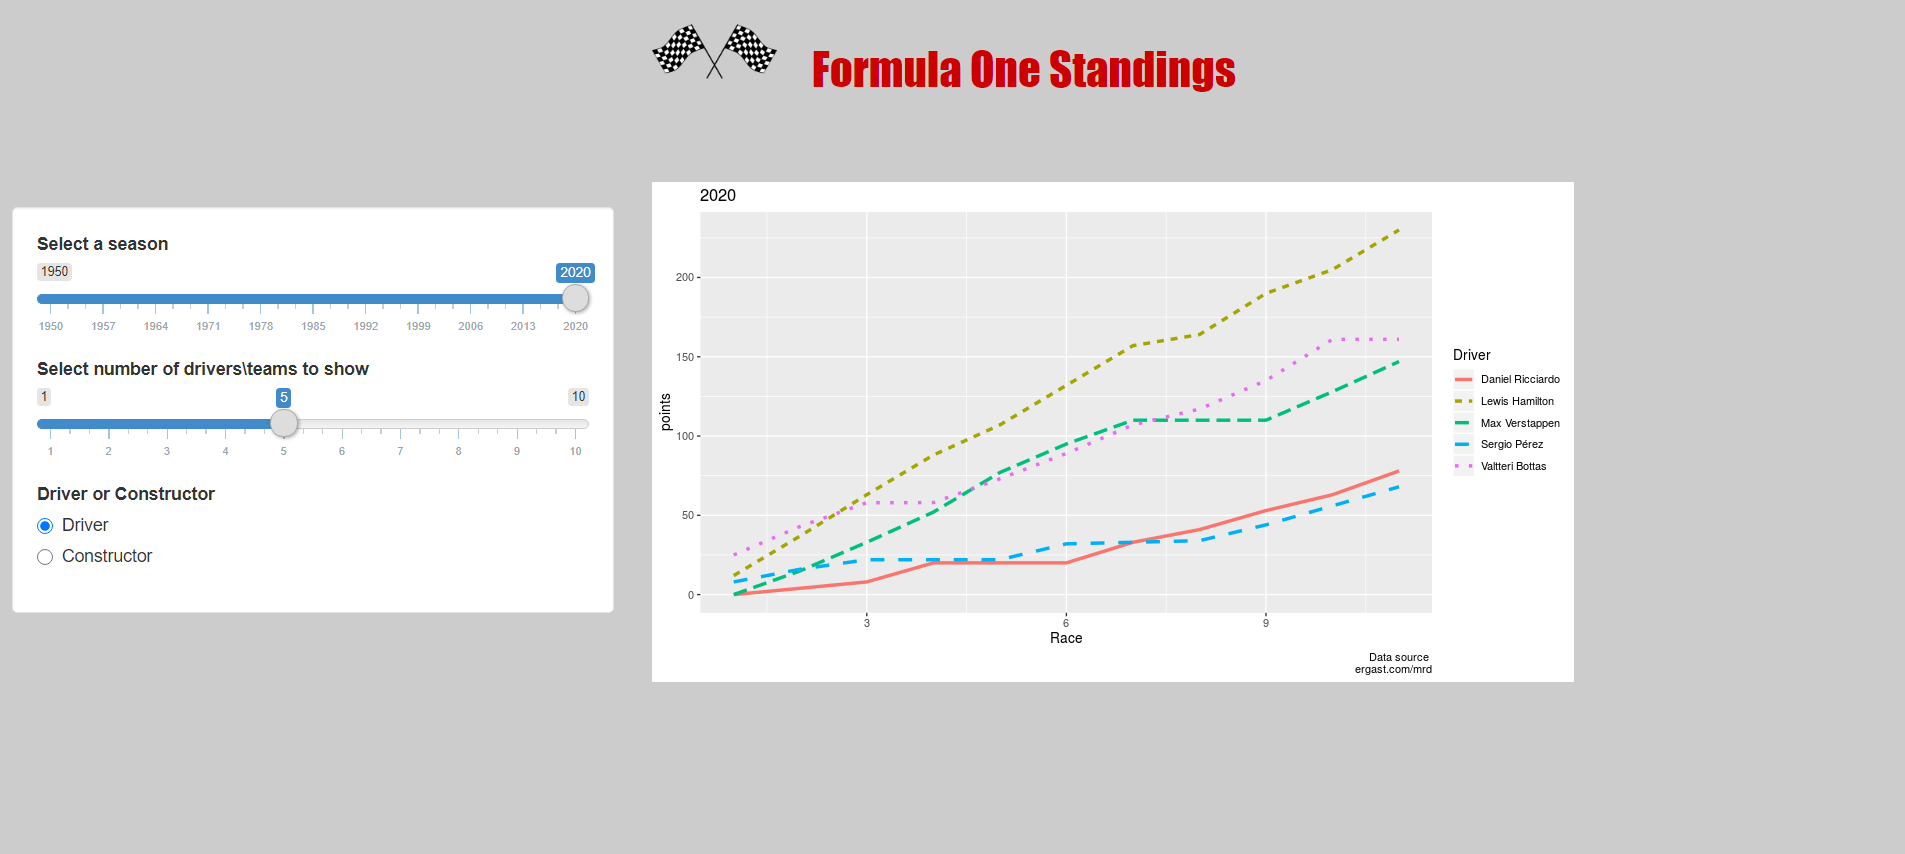 Formula One Standings
Select a season
1950 2020
1950 1957 1964 1971 1978 1985 1992 1999 2006 2013 2020
Select number of drivers\teams to show
1 5 10
1 2 3 4 5 6 7 8 9 10
Driver or Constructor
Driver
Constructor
2020
points
200
150
100
50
0
3 6 9
Race
Driver
Daniel Ricciardo
Lewis Hamilton
Max Verstappen
Sergio Pérez
Valtteri Bottas
Data source
ergast.com/mrd